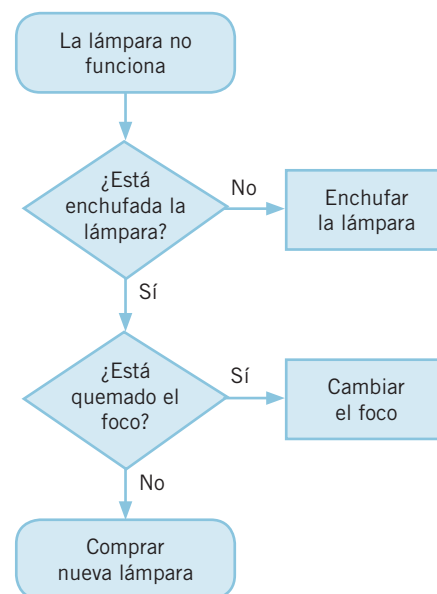 La lámpara no
funciona
¿Está
enchufada la
lámpara?
No
Enchufar
la lámpara
Sí
¿Está
quemado el
foco?
Sí
Cambiar
el foco
No
Comprar
nueva lámpara